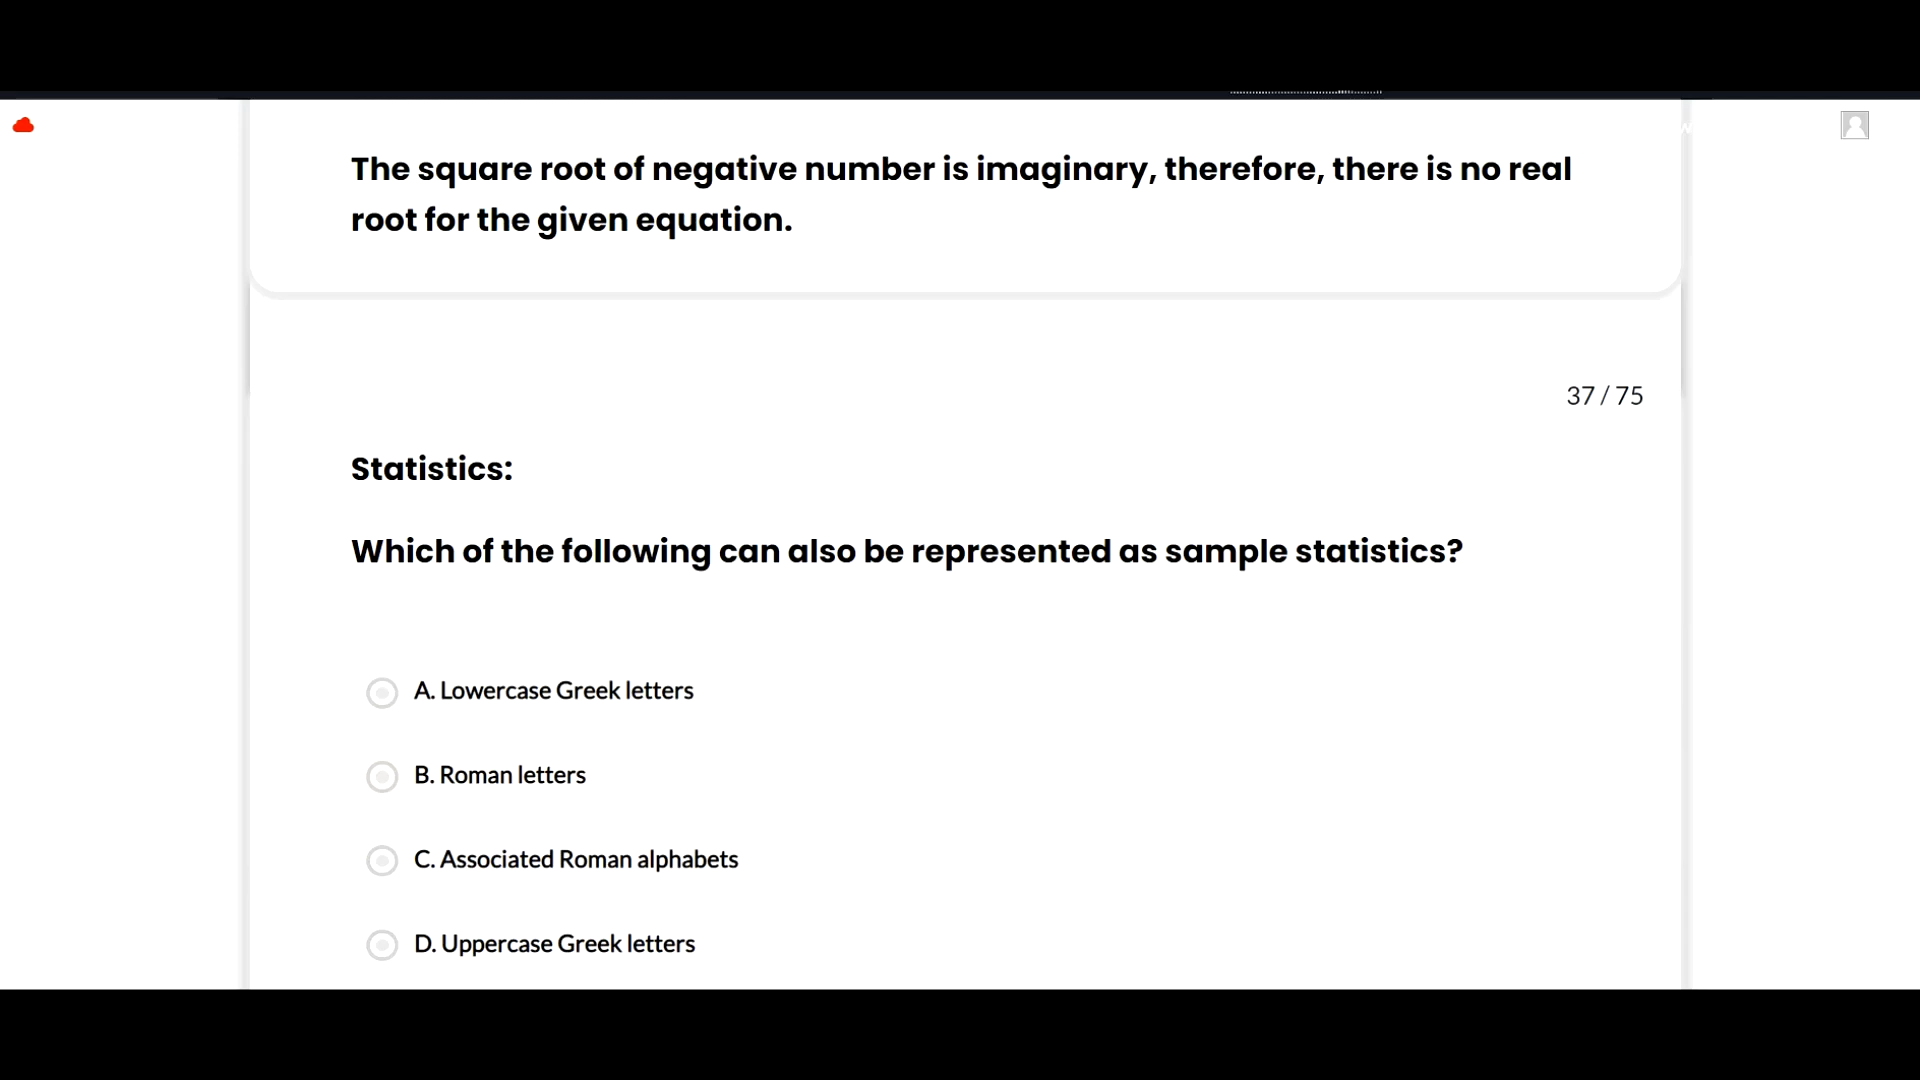 The square root of negative number is imaginary, therefore, there is no real
root for the given equation.
37 / 75
Statistics:
Which of the following can also be represented as sample statistics?
A. Lowercase Greek letters
B. Roman letters
C. Associated Roman alphabets
D. Uppercase Greek letters